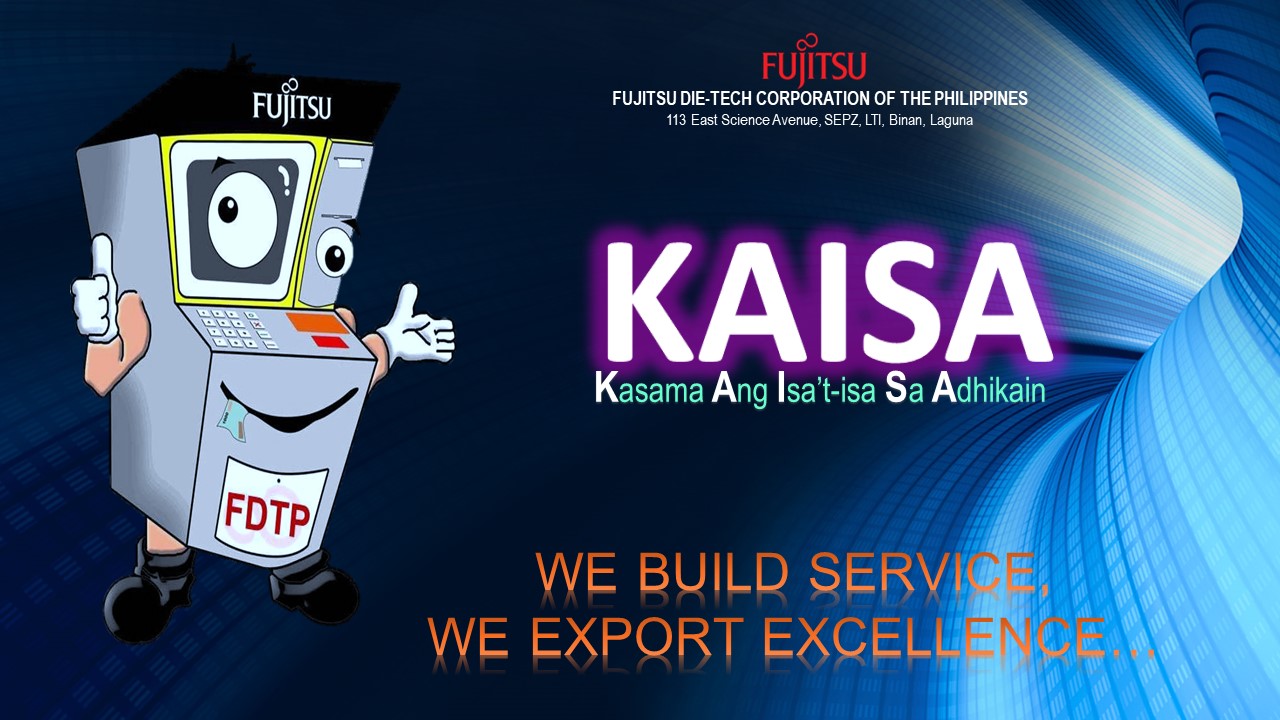 FUJITSU
FUJITSU DIE-TECH CORPORATION OF THE PHILIPPINES
113 East Science Avenue, SEPZ, LTI, Binan, Laguna
FUJITSU
KAISA
Kasama Ang Isa't-isa Sa Adhikain
FDTP
WE BUILD SERVICE,
WE EXPORT EXCELLENCE...